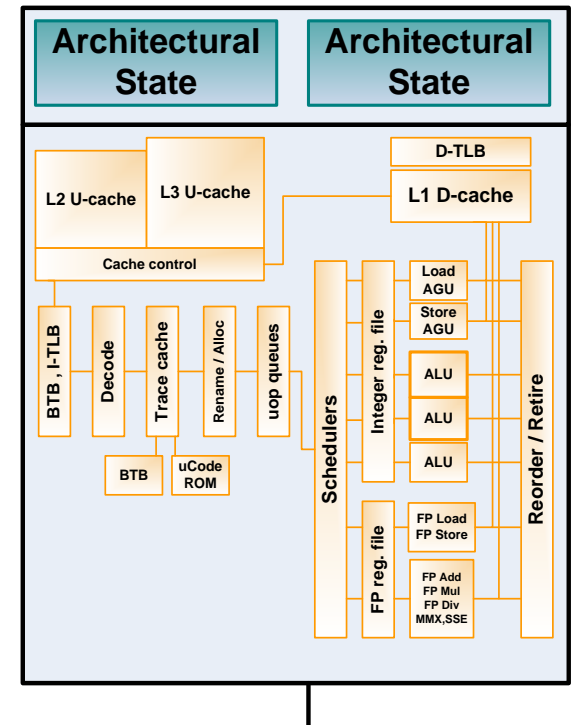 Architectural
State
Architectural
State
L2 U-cache
L3 U-cache
Cache control
D-TLB
L1 D-cache
BTB , I-TLB
Decode
Trace cache
Rename / Alloc
uop queues
BTB
uCode
ROM
Schedulers
Integer reg. file
FP reg. file
Load
AGU
Store
AGU
ALU
ALU
ALU
FP Load
FP Store
FP Add
FP Mul
FP Div
MMX,SSE
Reorder / Retire